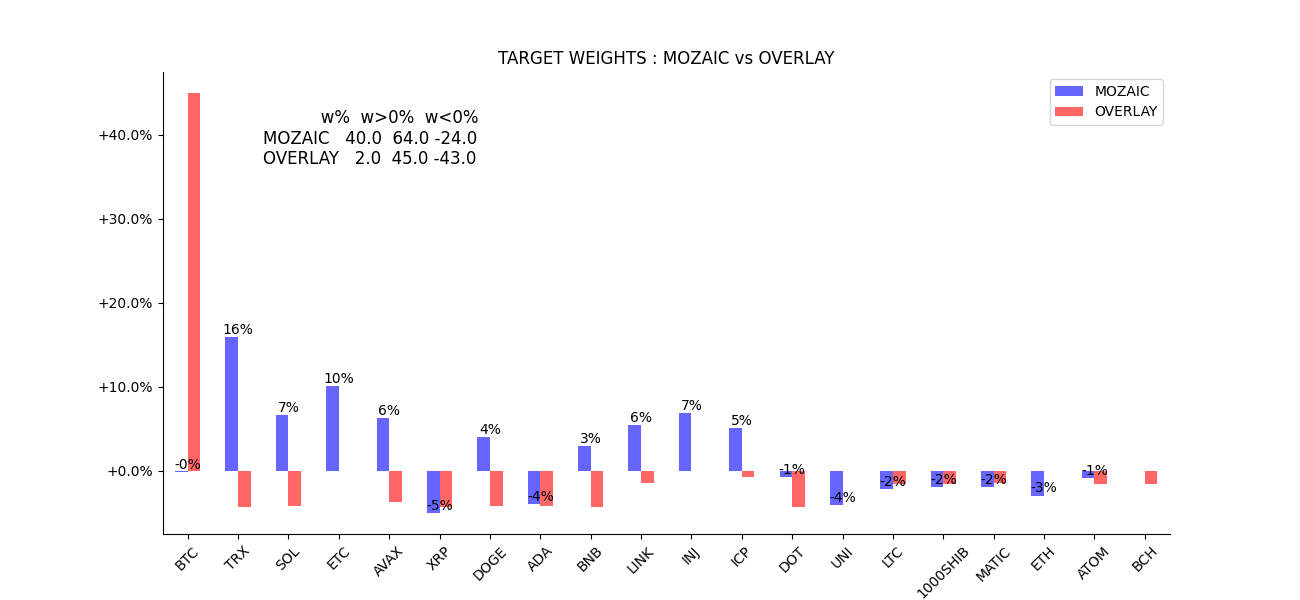 TARGET WEIGHTS : MOZAIC vs OVERLAY
MOZAIC
OVERLAY
w% w>0% w<0%
MOZAIC 40.0 64.0 -24.0
OVERLAY 2.0 45.0 -43.0
+40.0%
+30.0%
+20.0%
+10.0%
+0.0%
-0%
16%
7%
10%
6%
-5%
4%
-4%
3%
6%
7%
5%
-1%
-4%
-2%
-2%
-2%
-3%
-1%
BTC
TRX
SOL
ETC
AVAX
XRP
DOGE
ADA
BNB
LINK
INJ
ICP
DOT
UNI
LTC
1000SHIB
MATIC
ETH
ATOM
BCH